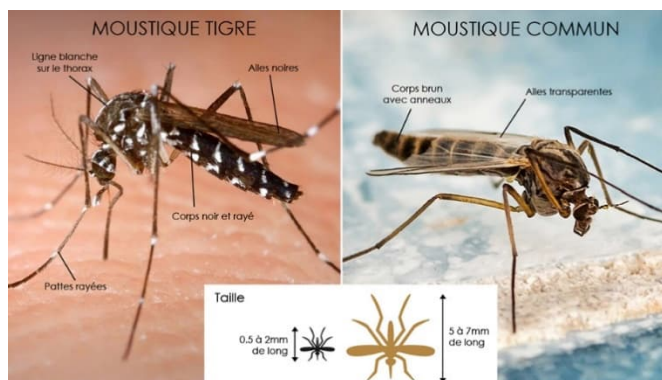 MOUSTIQUE TIGRE
Ligne blanche
sur le thorax
Ailes noires
Corps noir et rayé
Pattes rayées
MOUSTIQUE COMMUN
Corps brun
avec anneaux
Ailes transparentes
Taille
0.5 à 2mm
de long
5 à 7mm
de long